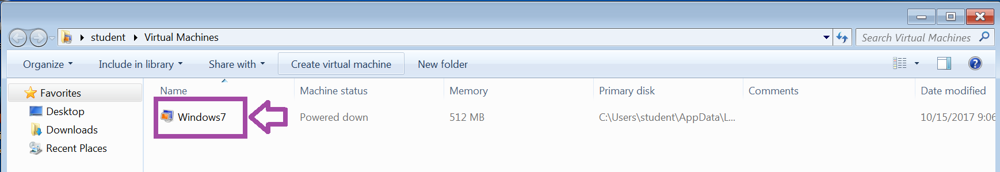 student Virtual Machines
Search Virtual Machines
Organize Include in library Share with Create virtual machine New folder
Favorites
Desktop
Downloads
Recent Places
Name Machine status Memory Primary disk Comments Date modified
Windows7 Powered down 512 MB C:\Users\student\AppData\L... 10/15/2017 9:06